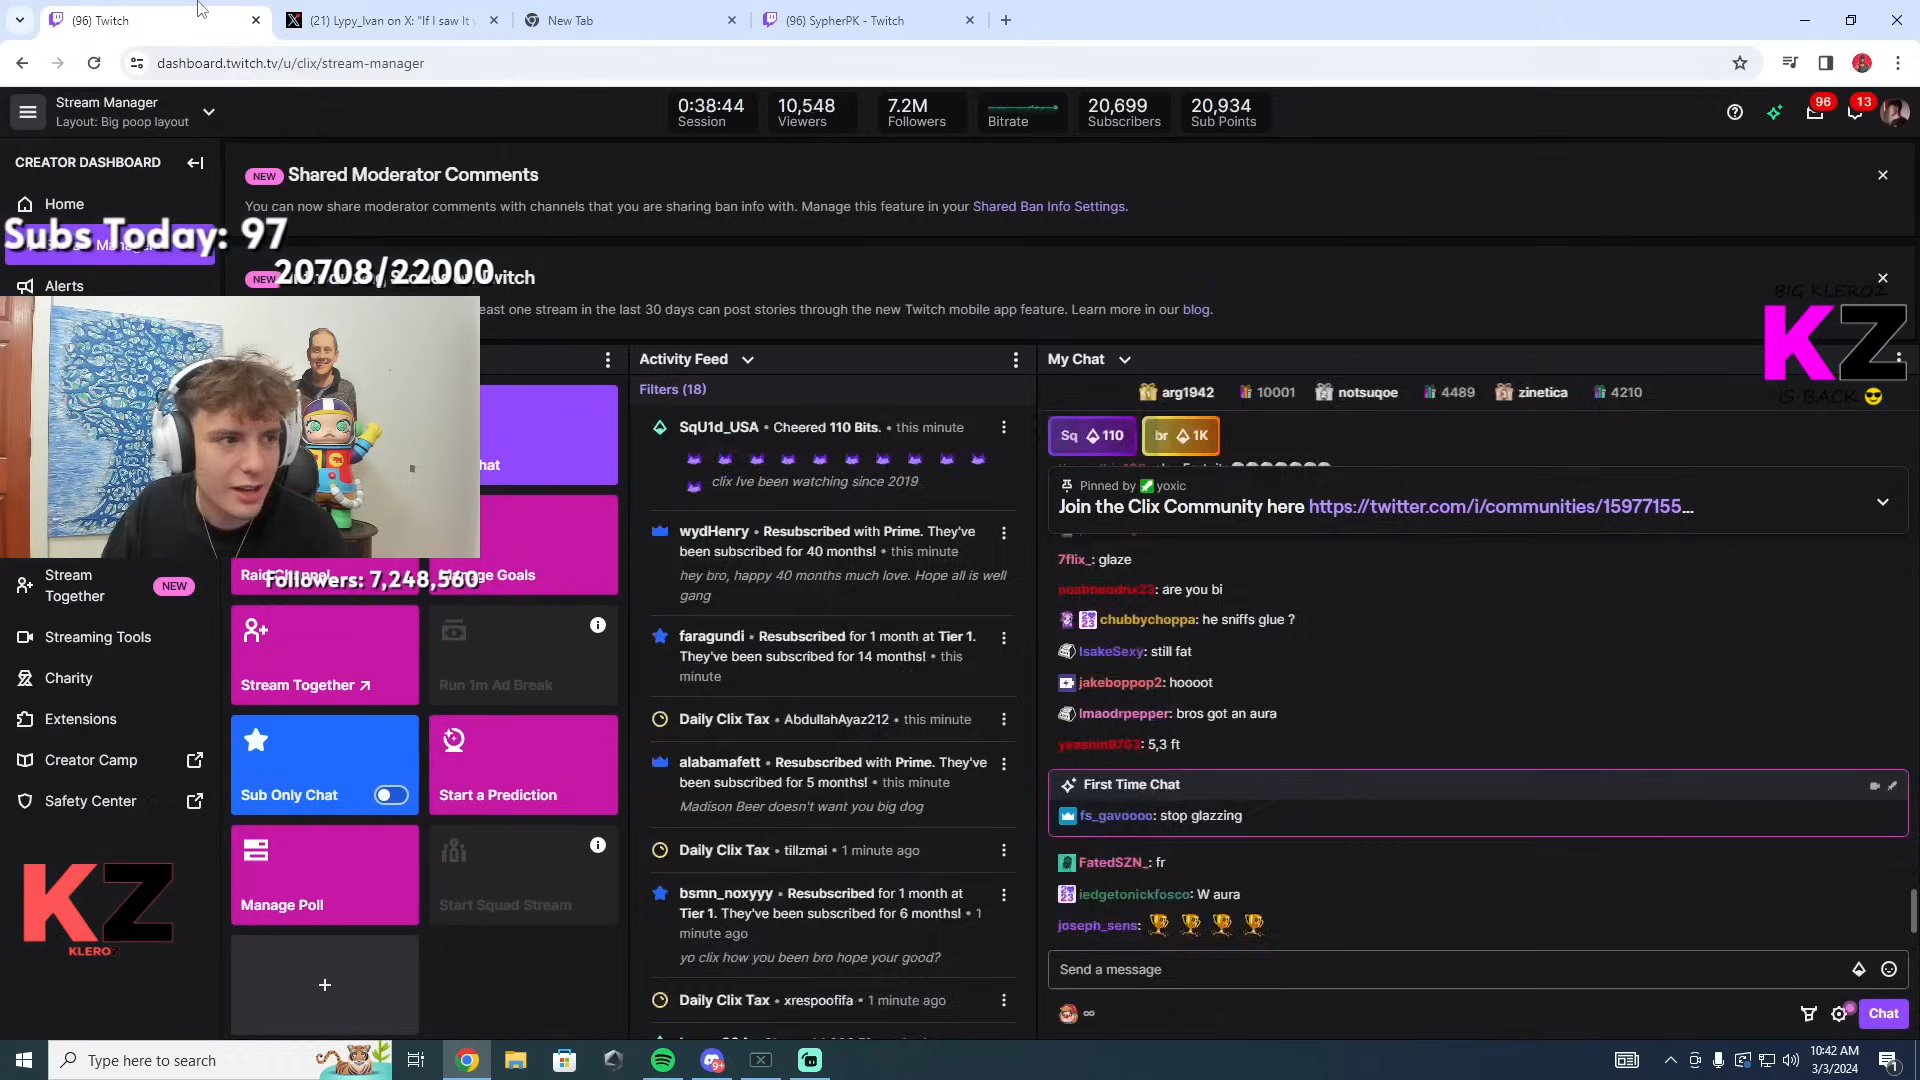 (96) Twitch
(21) Lypy_Ivan on X: "If I saw It
New Tab
(96) SypherPK - Twitch
dashboard.twitch.tv/u/clix/stream-manager
Stream Manager
Layout: Big poop layout
0:38:44
Session
10,548
Viewers
7.2M
Followers
Bitrate
20,699
Subscribers
20,934
Sub Points
96
13
CREATOR DASHBOARD
Home
Alerts
Subs Today: 97
20708/22000
NEW Shared Moderator Comments
You can now share moderator comments with channels that you are sharing ban info with. Manage this feature in your Shared Ban Info Settings.
NEW
Twitch
east one stream in the last 30 days can post stories through the new Twitch mobile app feature. Learn more in our blog.
BIG KLEROZ
KZ
IS BACK
hat
Raid Channel
Manage Goals
Followers: 7,248,560
Stream Together
NEW
Streaming Tools
Charity
Extensions
Creator Camp
Safety Center
KZ
KLEROZ
Stream Together
Run 1m Ad Break
Sub Only Chat
Start a Prediction
Manage Poll
Start Squad Stream
+
Activity Feed
Filters (18)
SqU1d_USA • Cheered 110 Bits. • this minute
clix Ive been watching since 2019
wydHenry • Resubscribed with Prime. They've
been subscribed for 40 months! • this minute
hey bro, happy 40 months much love. Hope all is well
gang
faragundi • Resubscribed for 1 month at Tier 1.
They've been subscribed for 14 months! • this
minute
Daily Clix Tax • AbdullahAyaz212 • this minute
alabamafett • Resubscribed with Prime. They've
been subscribed for 5 months! • this minute
Madison Beer doesn't want you big dog
Daily Clix Tax • tillzmai • 1 minute ago
bsmn_noxyyy • Resubscribed for 1 month at
Tier 1. They've been subscribed for 6 months! • 1
minute ago
yo clix how you been bro hope your good?
Daily Clix Tax • xrespoofifa • 1 minute ago
My Chat
arg1942 10001 notsuqoe 4489 zinetica 4210
Sq 110 br 1K
Pinned by yoxic
Join the Clix Community here https://twitter.com/i/communities/15977155...
7flix_: glaze
are you bi
chubbychoppa: he sniffs glue ?
IsakeSexy: still fat
jakeboppop2: hoooot
lmaodrpepper: bros got an aura
5,3 ft
First Time Chat
fs_gavoooo: stop glazzing
FatedSZN_: fr
iedgetonickfosco: W aura
joseph_sens:
Send a message
∞
Chat
Type here to search
9+
10:42 AM
3/3/2024
1